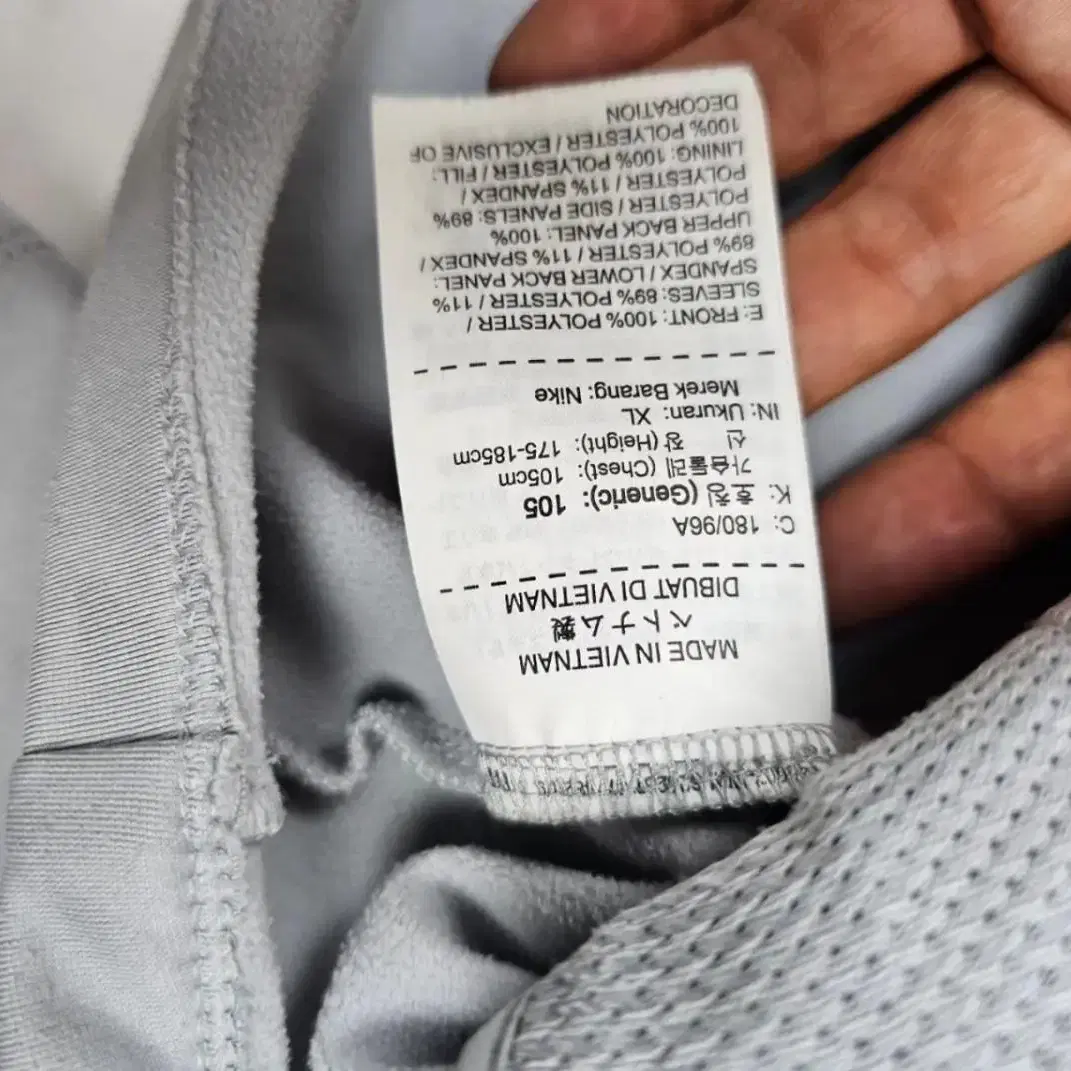 MADE IN VIETNAM
ベトナム製
DIBUAT DI VIETNAM
C: 180/96A
K: 호칭 (Generic): 105
가슴둘레 (Chest): 105cm
신 장 (Height): 175-185cm
IN: Ukuran: XL
Merek Barang: Nike
E: FRONT: 100% POLYESTER /
SLEEVES: 89% POLYESTER / 11%
SPANDEX / LOWER BACK PANEL:
89% POLYESTER / 11% SPANDEX /
UPPER BACK PANEL: 100%
POLYESTER / SIDE PANELS: 89%
POLYESTER / 11% SPANDEX /
LINING: 100% POLYESTER / FILL:
100% POLYESTER / EXCLUSIVE OF
DECORATION